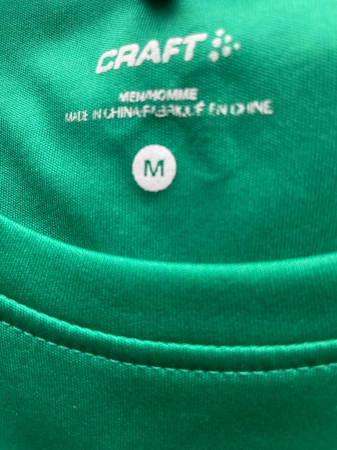 CRAFT
MEN/HOMME
MADE IN CHINA/FABRIQUÉ EN CHINE
M